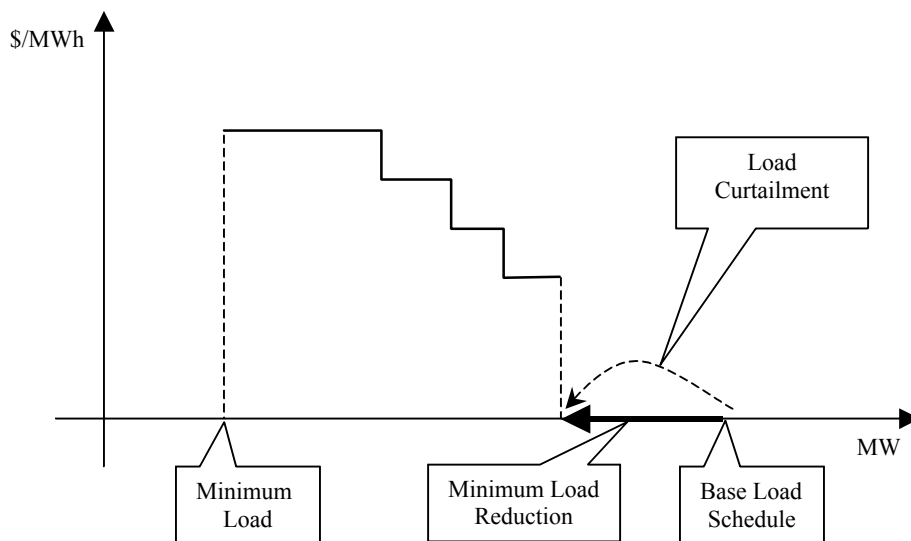 $/MWh
Load
Curtailment
MW
Minimum
Load
Minimum Load
Reduction
Base Load
Schedule